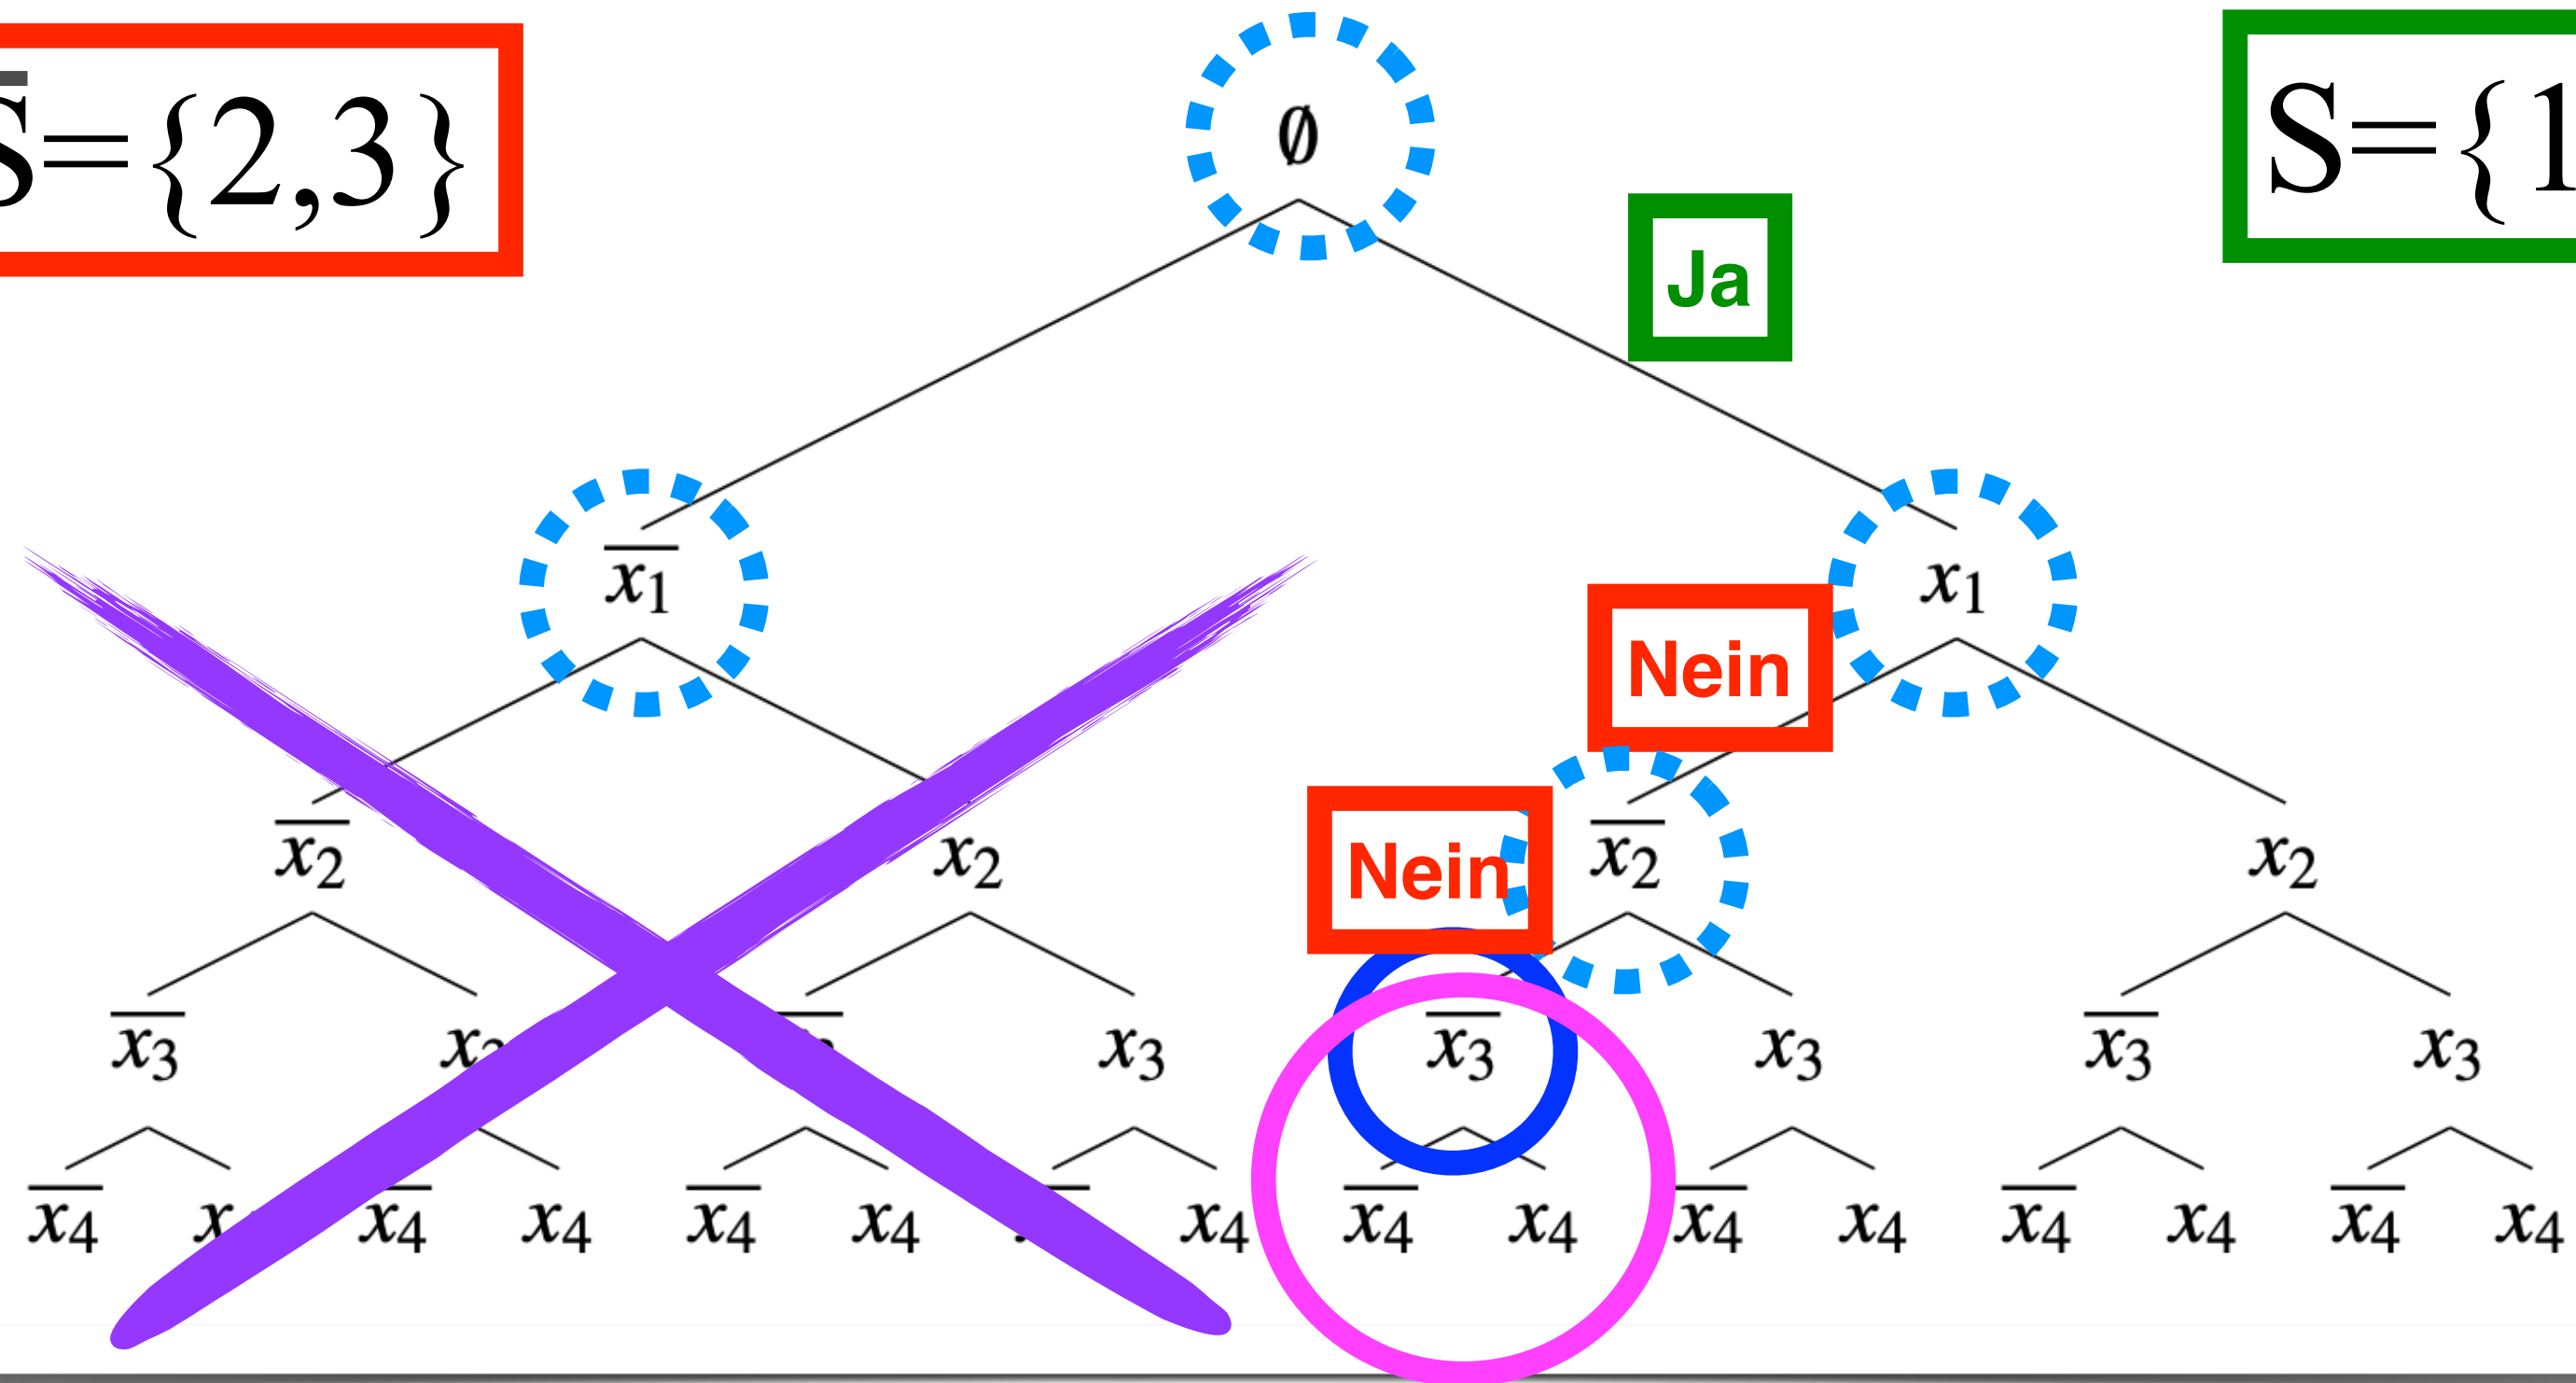 S̅={2,3}
∅
S={1
Ja
x̅₁
x₁
Nein
Nein
x̅₂
x₂
x̅₂
x₂
x̅₃
x₃
x̅₃
x₃
x̅₃
x₃
x̅₄
x̅₄
x₄
x̅₄
x₄
x₄
x̅₄
x₄
x̅₄
x₄
x̅₄
x₄
x̅₄
x₄